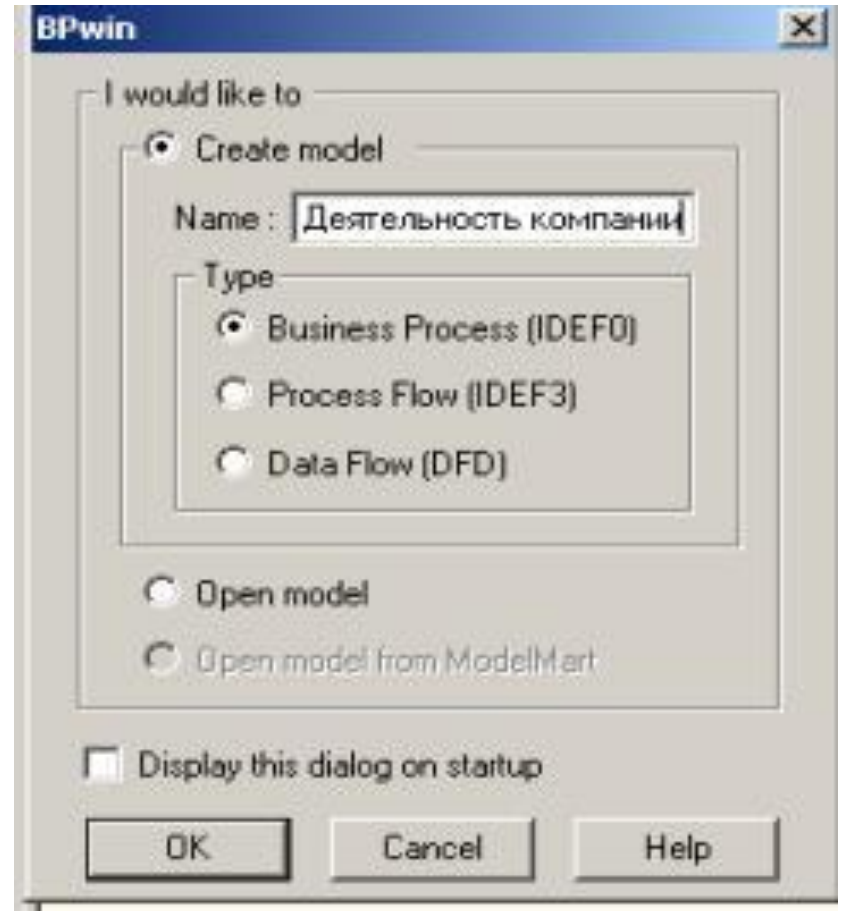 BPwin
I would like to
Create model
Name : Деятельность компании
Type
Business Process (IDEF0)
Process Flow (IDEF3)
Data Flow (DFD)
Open model
Open model from ModelMart
Display this dialog on startup
OK Cancel Help